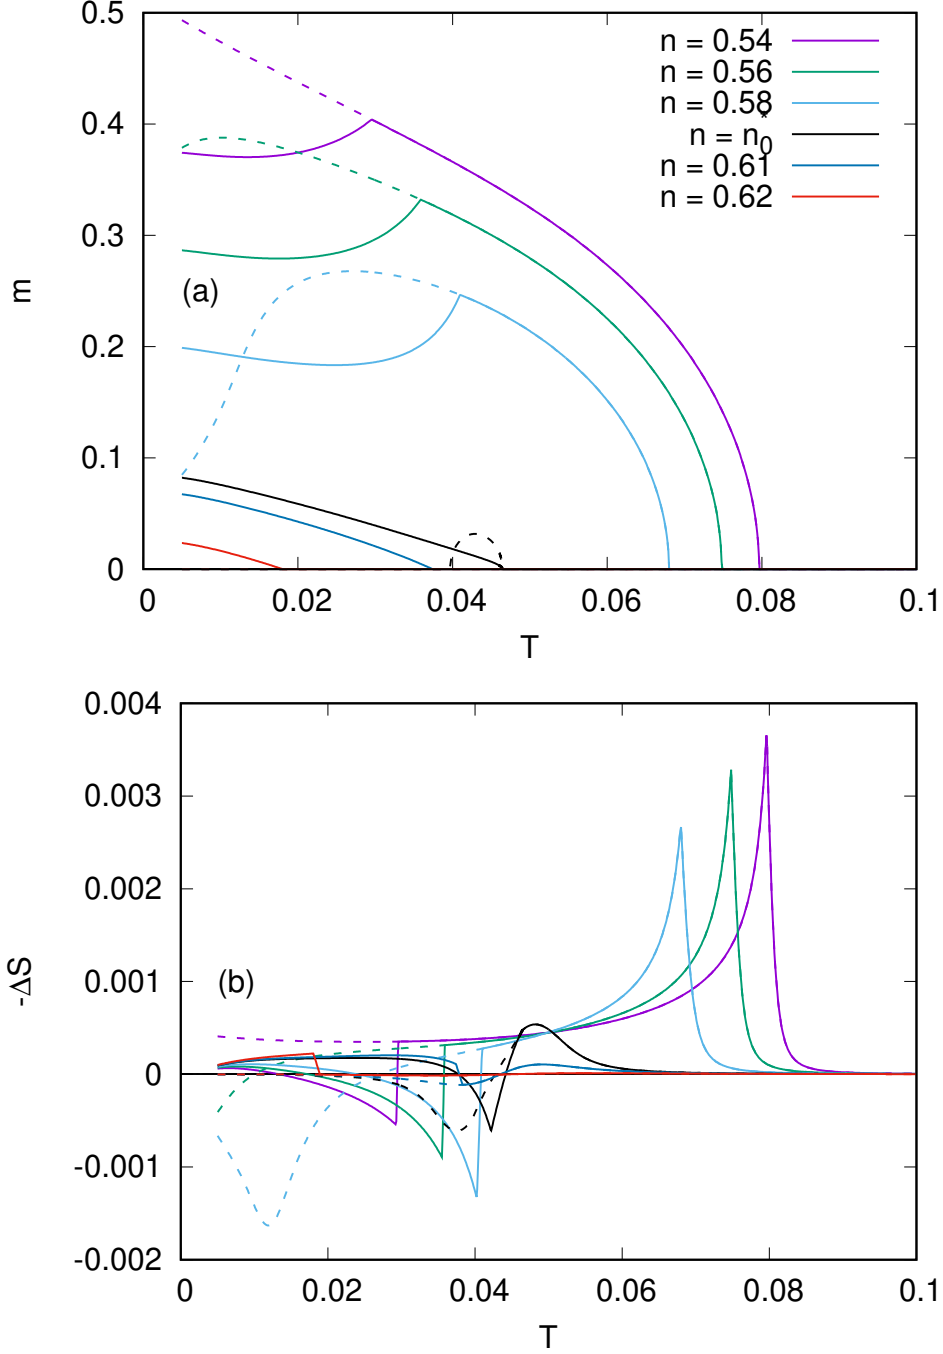 0.5
0.4
0.3
0.2
0.1
0
m
(a)
n = 0.54
n = 0.56
n = 0.58
n = n₀*
n = 0.61
n = 0.62
0 0.02 0.04 0.06 0.08 0.1
T
0.004
0.003
0.002
0.001
0
-0.001
-0.002
-ΔS
(b)
0 0.02 0.04 0.06 0.08 0.1
T